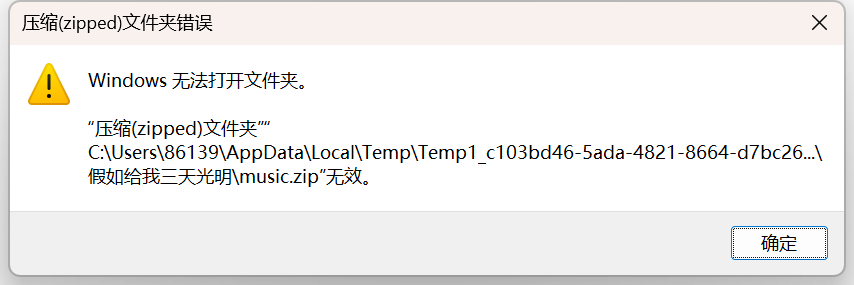 压缩(zipped)文件夹错误
Windows 无法打开文件夹。
“压缩(zipped)文件夹”“
C:\Users\86139\AppData\Local\Temp\Temp1_c103bd46-5ada-4821-8664-d7bc26...\
假如给我三天光明\music.zip”无效。
确定